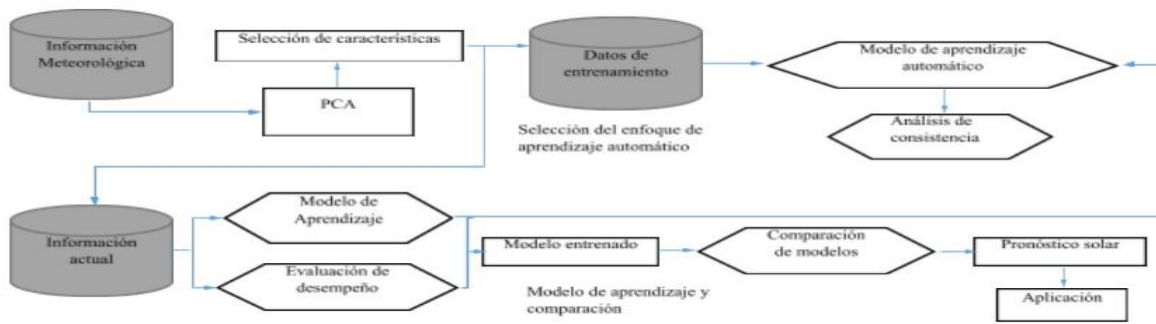 Información
Meteorológica
Selección de características
PCA
Datos de
entrenamiento
Modelo de aprendizaje
automático
Análisis de
consistencia
Selección del enfoque de
aprendizaje automático
Información
actual
Modelo de
Aprendizaje
Evaluación de
desempeño
Modelo entrenado
Comparación
de modelos
Pronóstico solar
Aplicación
Modelo de aprendizaje y
comparación